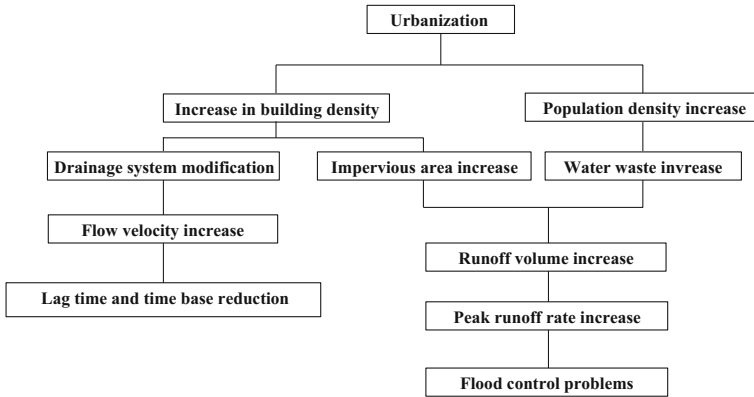 Urbanization
Increase in building density
Population density increase
Drainage system modification
Impervious area increase
Water waste invrease
Flow velocity increase
Runoff volume increase
Lag time and time base reduction
Peak runoff rate increase
Flood control problems